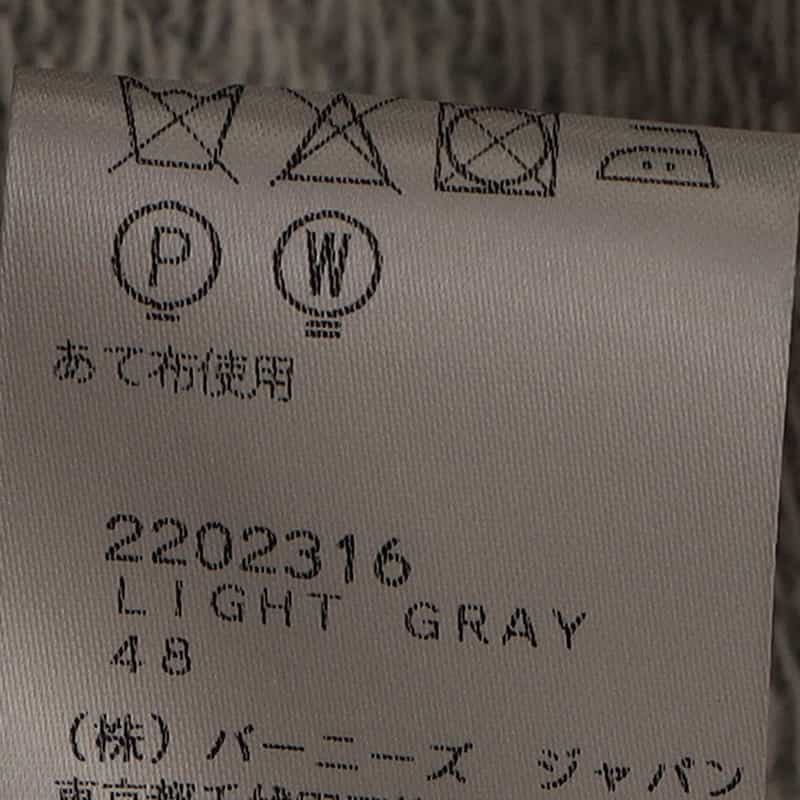 P W
あて布使用
2202316
LIGHT GRAY
48
(株) バーニーズ ジャパン